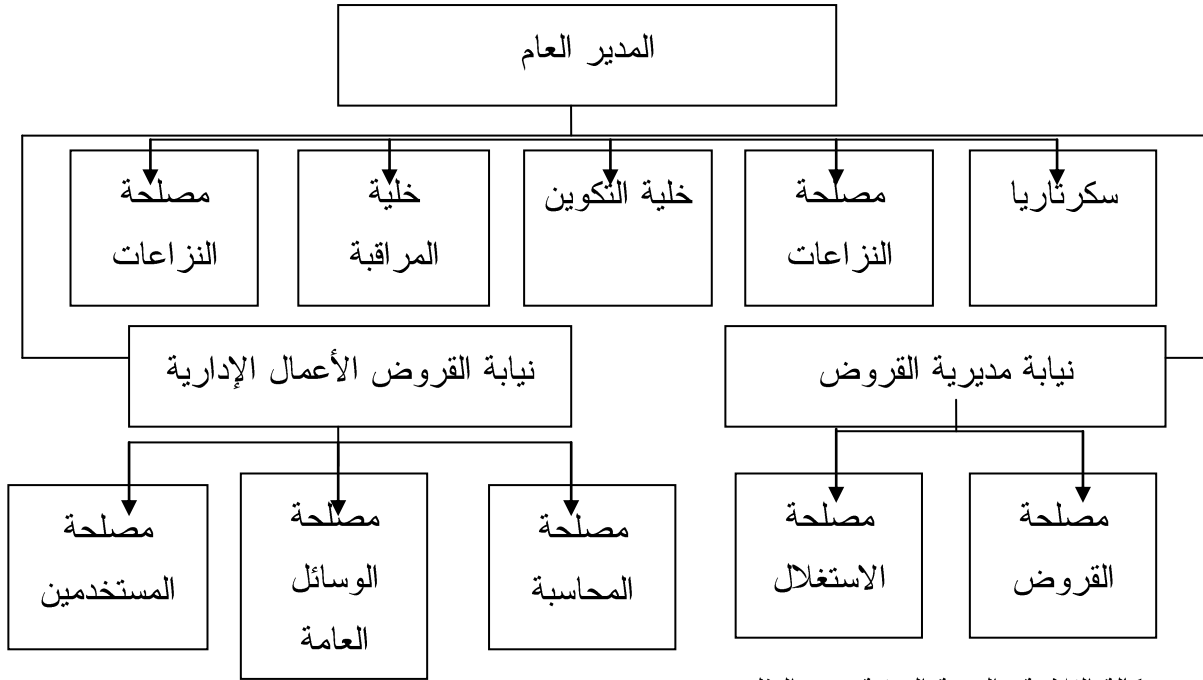 المدير العام
سكرتاريا
مصلحة
النزاعات
خلية التكوين
خلية
المراقبة
مصلحة
النزاعات
نيابة مديرية القروض
نيابة القروض الأعمال الإدارية
مصلحة
القروض
مصلحة
الاستغلال
مصلحة
المحاسبة
مصلحة
الوسائل
العامة
مصلحة
المستخدمين